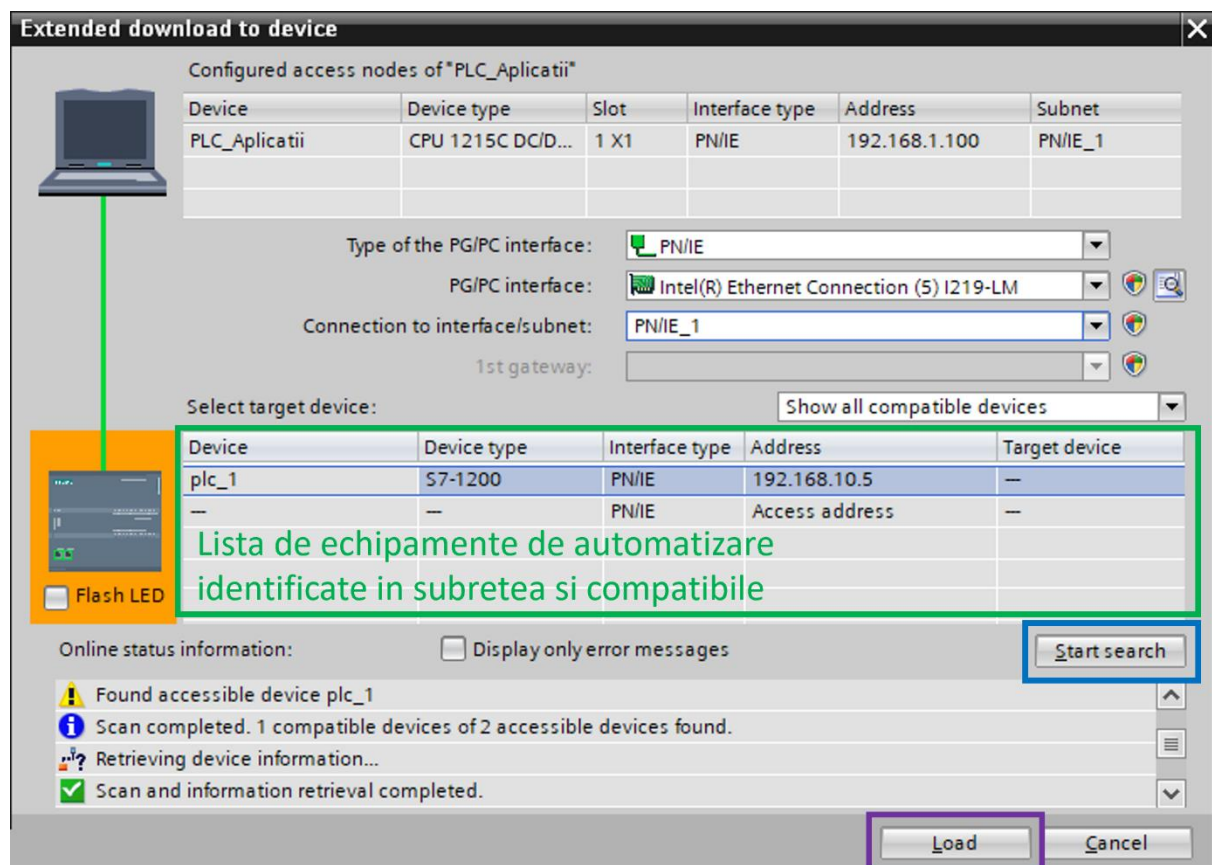 Extended download to device
Configured access nodes of "PLC_Aplicatii"
Device Device type Slot Interface type Address Subnet
PLC_Aplicatii CPU 1215C DC/D... 1 X1 PN/IE 192.168.1.100 PN/IE_1
Type of the PG/PC interface: PN/IE
PG/PC interface: Intel(R) Ethernet Connection (5) I219-LM
Connection to interface/subnet: PN/IE_1
1st gateway:
Select target device: Show all compatible devices
Device Device type Interface type Address Target device
plc_1 S7-1200 PN/IE 192.168.10.5 —
— — PN/IE Access address —
Lista de echipamente de automatizare
identificate in subretea si compatibile
Flash LED
Online status information: Display only error messages Start search
Found accessible device plc_1
Scan completed. 1 compatible devices of 2 accessible devices found.
Retrieving device information...
Scan and information retrieval completed.
Load Cancel